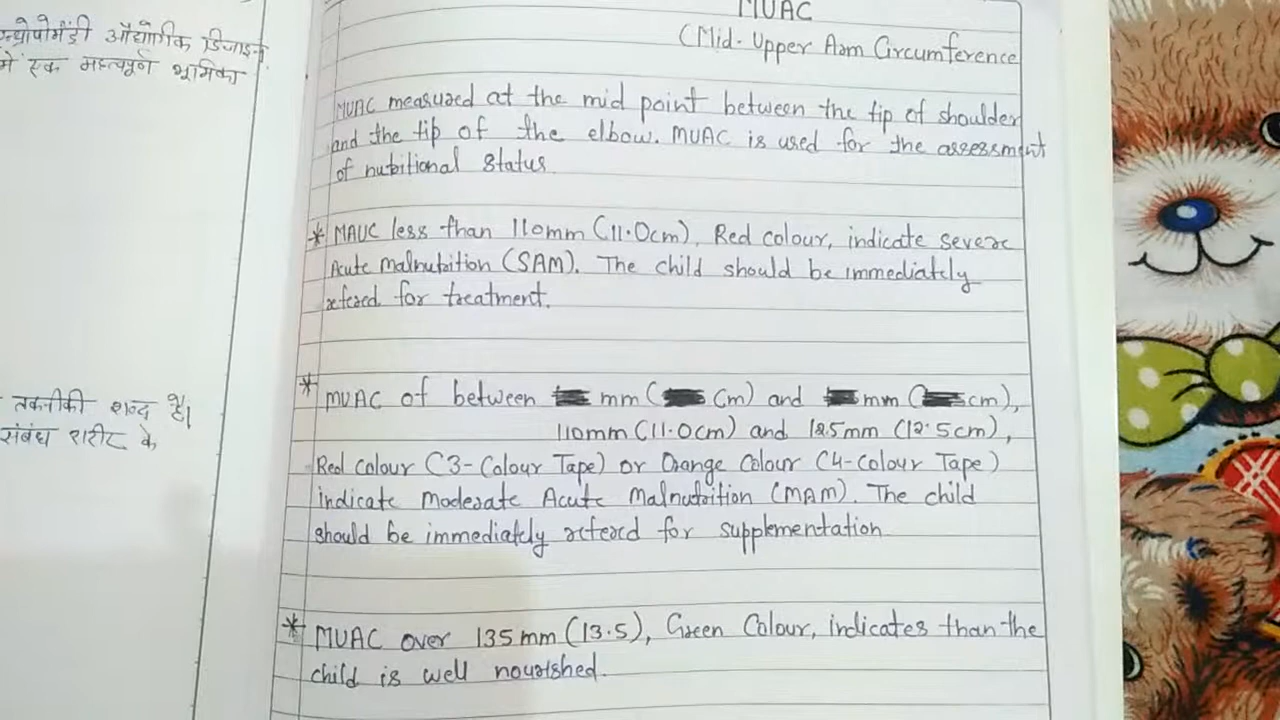 औद्योगिक डिजाइन
में एक महत्वपूर्ण भूमिका
तकनीकी शब्द है।
संबंध शरीर के
MUAC
(Mid-Upper Arm Circumference
MUAC measured at the mid point between the tip of shoulder
and the tip of the elbow. MUAC is used for the assessment
of nutritional status.
* MAUC less than 110mm (11.0cm), Red colour, indicate severe
Acute malnutrition (SAM). The child should be immediately
refered for treatment.
* MUAC of between mm ( cm) and mm ( cm),
110mm (11.0cm) and 125mm (12.5cm),
Red colour (3-Colour Tape) or Orange Colour (4-Colour Tape)
indicate Moderate Acute Malnutrition (MAM). The child
should be immediately refered for supplementation
* MUAC over 135mm (13.5), Green Colour, indicates than the
child is well nourished.